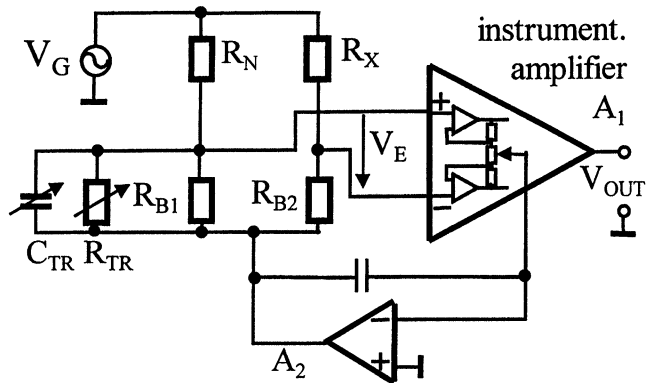 instrument.
amplifier
V_G
R_N
R_X
A_1
+
V_E
V_OUT
R_B1
R_B2
−
C_TR
R_TR
−
A_2
+